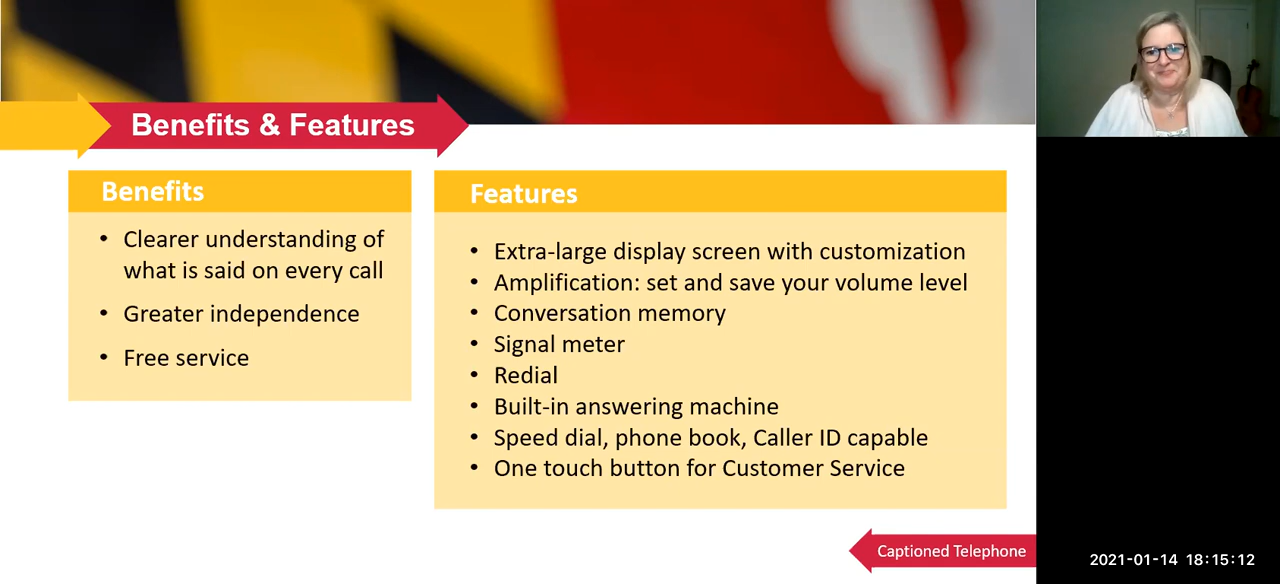 Benefits & Features
Benefits
• Clearer understanding of
what is said on every call
• Greater independence
• Free service
Features
• Extra-large display screen with customization
• Amplification: set and save your volume level
• Conversation memory
• Signal meter
• Redial
• Built-in answering machine
• Speed dial, phone book, Caller ID capable
• One touch button for Customer Service
Captioned Telephone
2021-01-14 18:15:12